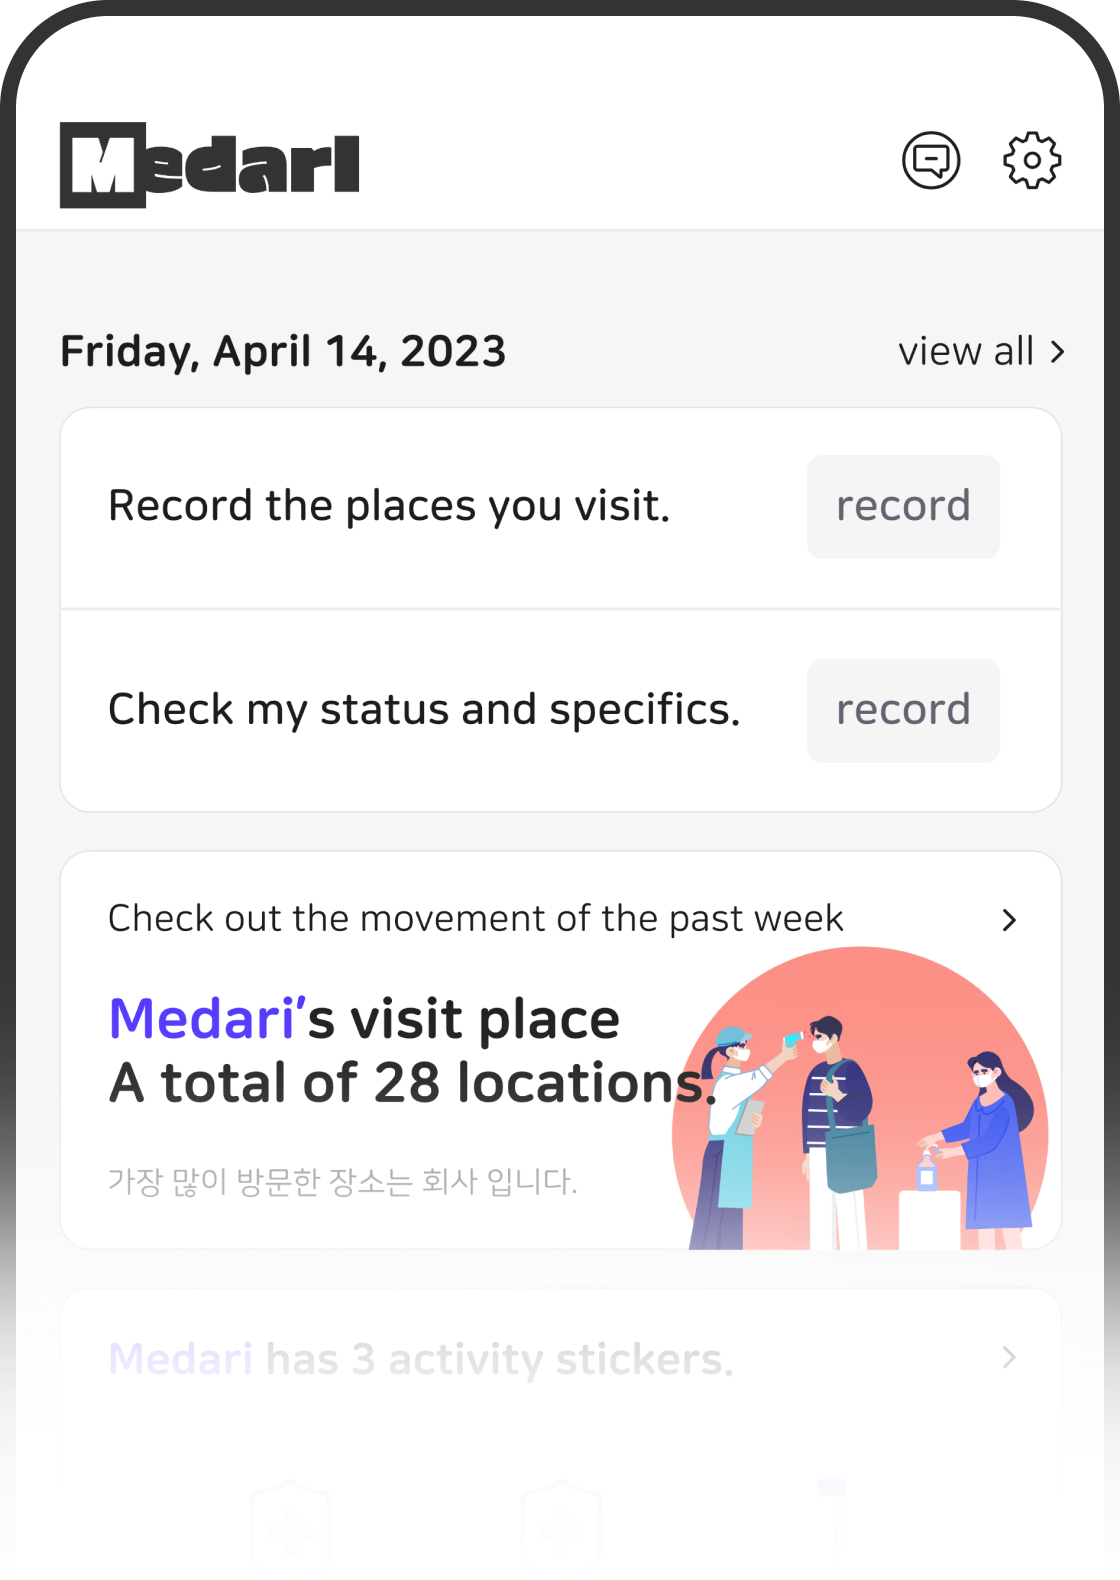 Medari
Friday, April 14, 2023
view all
Record the places you visit.
record
Check my status and specifics.
record
Check out the movement of the past week
Medari's visit place
A total of 28 locations.
가장 많이 방문한 장소는 회사 입니다.
Medari has 3 activity stickers.